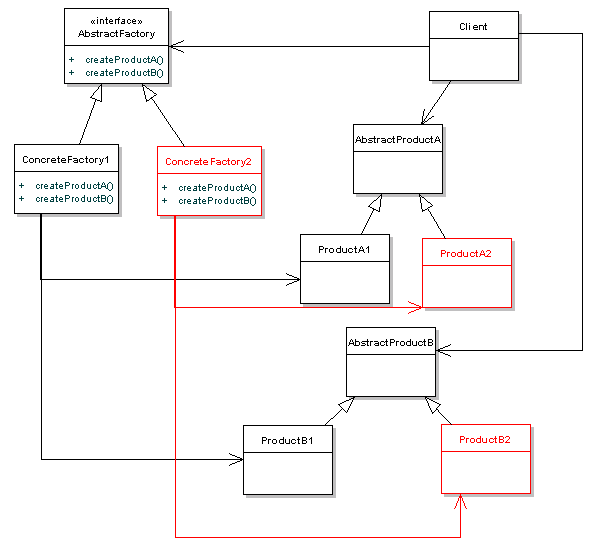 «interface»
AbstractFactory
+ createProductA()
+ createProductB()
Client
AbstractProductA
ConcreteFactory1
+ createProductA()
+ createProductB()
ConcreteFactory2
+ createProductA()
+ createProductB()
ProductA1
ProductA2
AbstractProductB
ProductB1
ProductB2